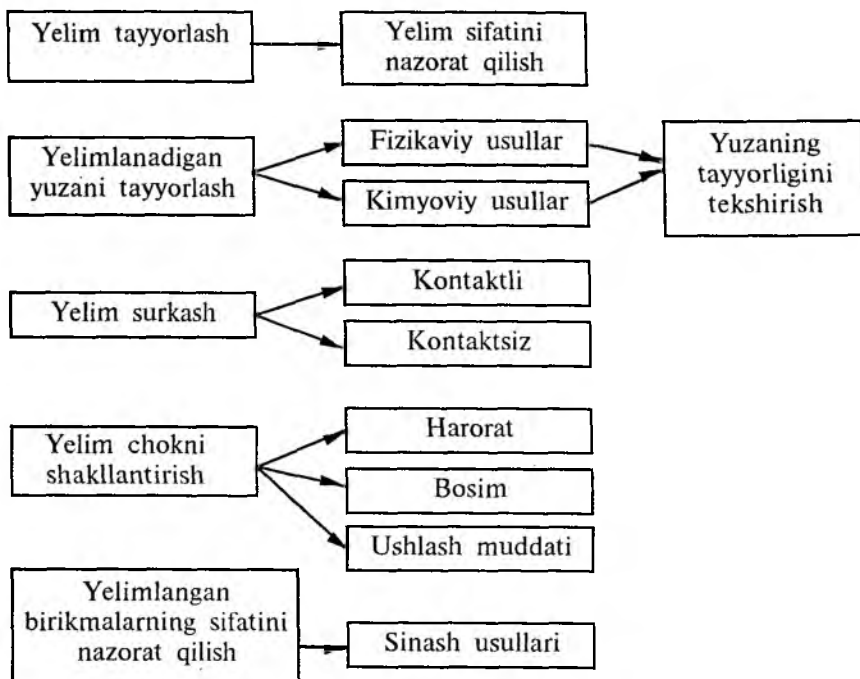 Yelim tayyorlash
Yelim sifatini
nazorat qilish
Yelimlanadigan
yuzani tayyorlash
Fizikaviy usullar
Kimyoviy usullar
Yuzaning
tayyorligini
tekshirish
Yelim surkash
Kontaktli
Kontaktsiz
Yelim chokni
shakllantirish
Harorat
Bosim
Ushlash muddati
Yelimlangan
birikmalarning sifatini
nazorat qilish
Sinash usullari